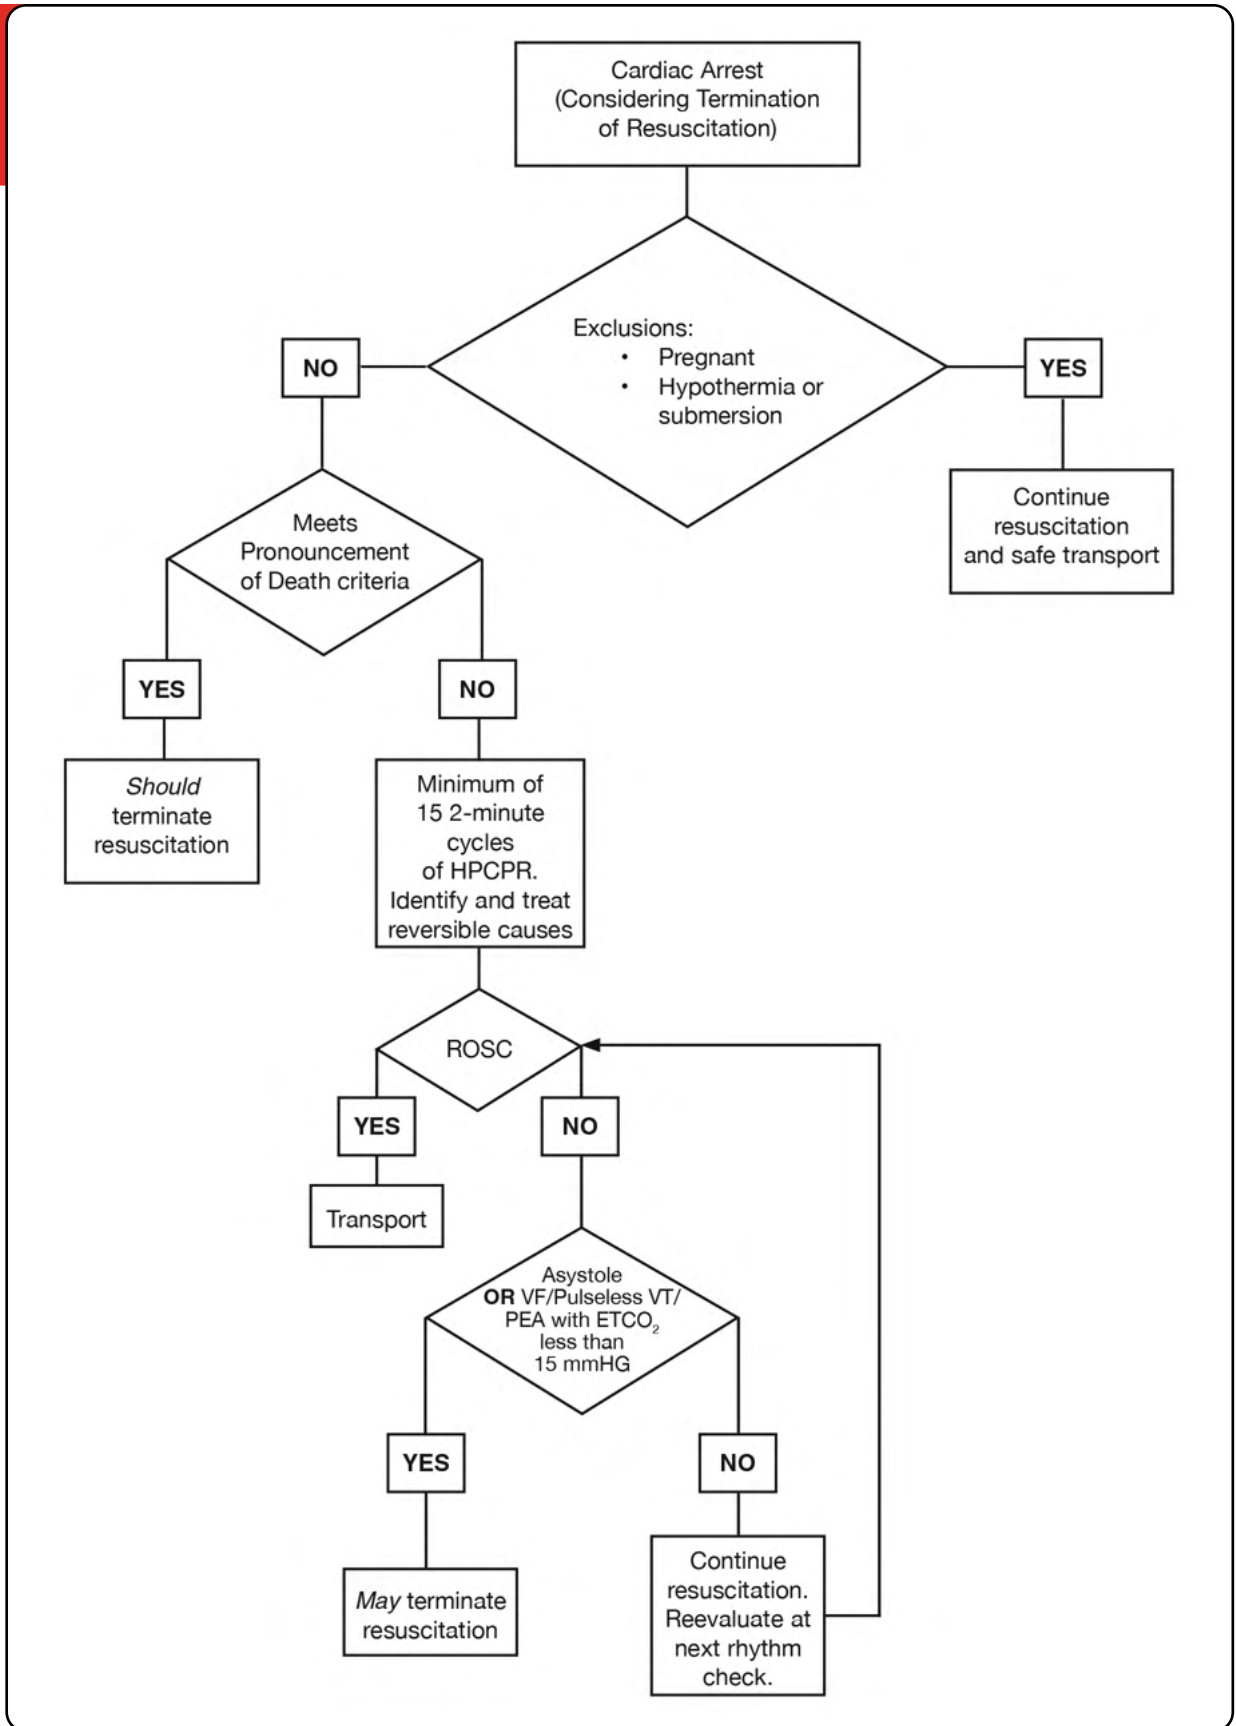 Cardiac Arrest
(Considering Termination
of Resuscitation)
Exclusions:
• Pregnant
• Hypothermia or
submersion
NO
YES
Continue
resuscitation
and safe transport
Meets
Pronouncement
of Death criteria
YES
NO
Should
terminate
resuscitation
Minimum of
15 2-minute
cycles
of HPCPR.
Identify and treat
reversible causes
ROSC
YES
NO
Transport
Asystole
OR VF/Pulseless VT/
PEA with ETCO₂
less than
15 mmHG
YES
NO
May terminate
resuscitation
Continue
resuscitation.
Reevaluate at
next rhythm
check.